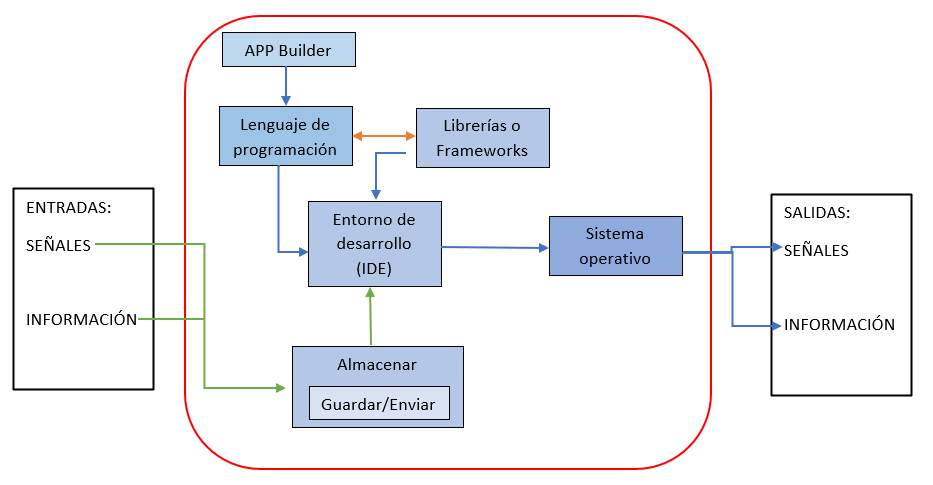 APP Builder
Lenguaje de
programación
Librerías o
Frameworks
ENTRADAS:
SEÑALES
INFORMACIÓN
Entorno de
desarrollo
(IDE)
Sistema
operativo
Almacenar
Guardar/Enviar
SALIDAS:
SEÑALES
INFORMACIÓN